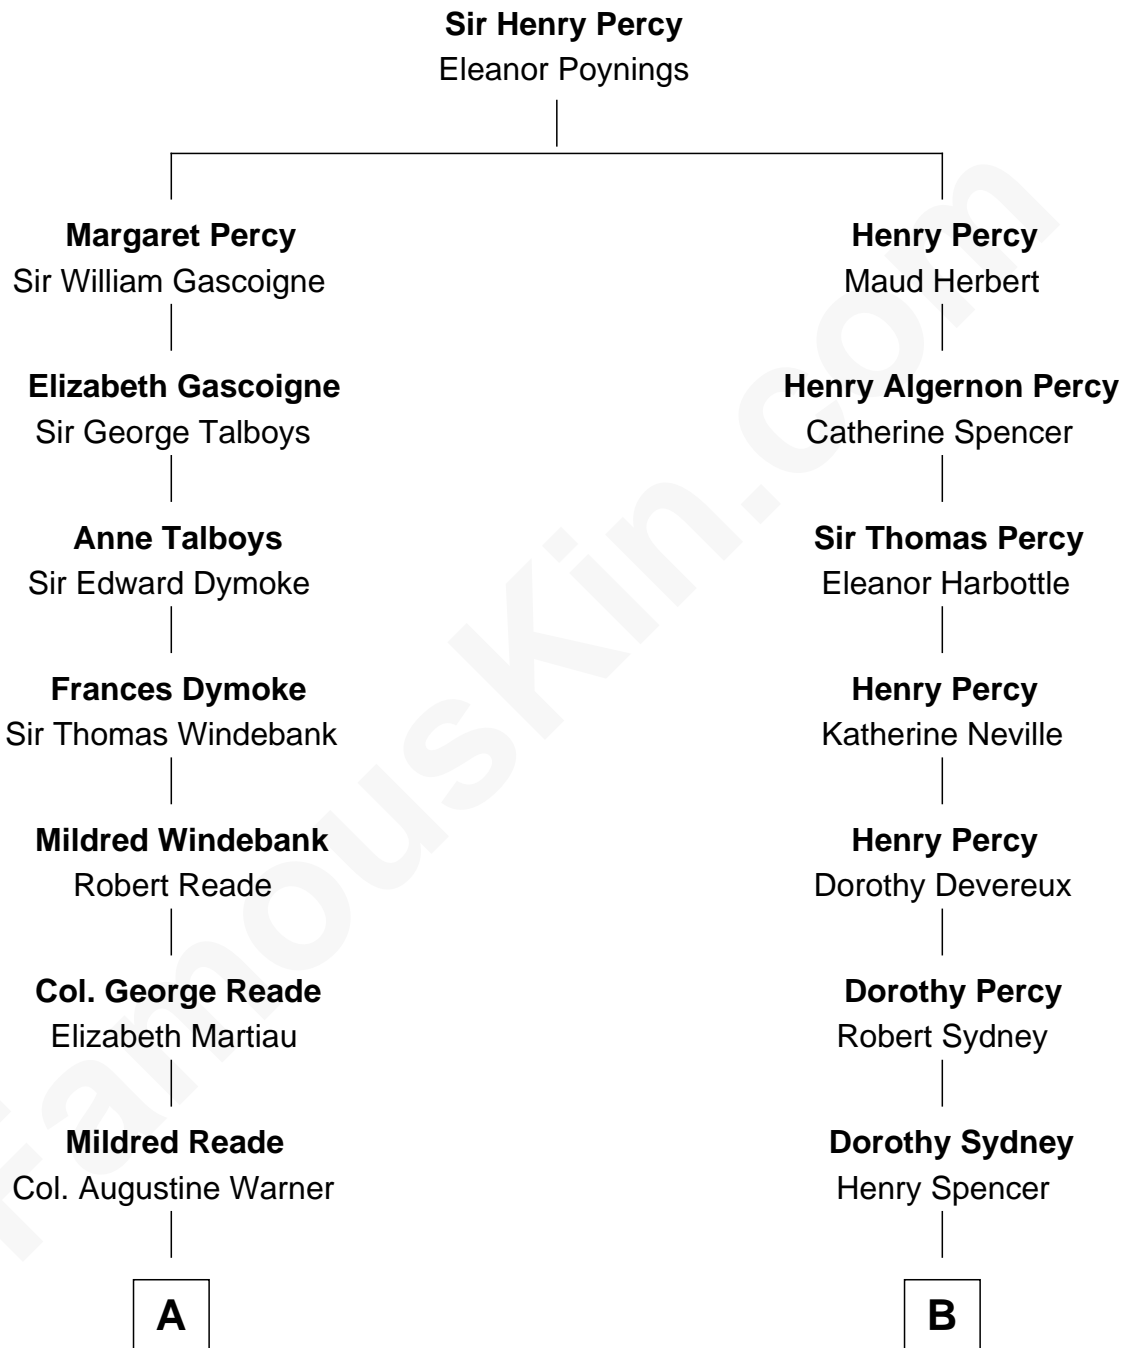 Sir Henry Percy
Eleanor Poynings
Margaret Percy
Sir William Gascoigne
Henry Percy
Maud Herbert
Elizabeth Gascoigne
Sir George Talboys
Henry Algernon Percy
Catherine Spencer
Anne Talboys
Sir Edward Dymoke
Sir Thomas Percy
Eleanor Harbottle
Frances Dymoke
Sir Thomas Windebank
Henry Percy
Katherine Neville
Mildred Windebank
Robert Reade
Henry Percy
Dorothy Devereux
Col. George Reade
Elizabeth Martiau
Dorothy Percy
Robert Sydney
Mildred Reade
Col. Augustine Warner
Dorothy Sydney
Henry Spencer
A
B
FamousKin.com